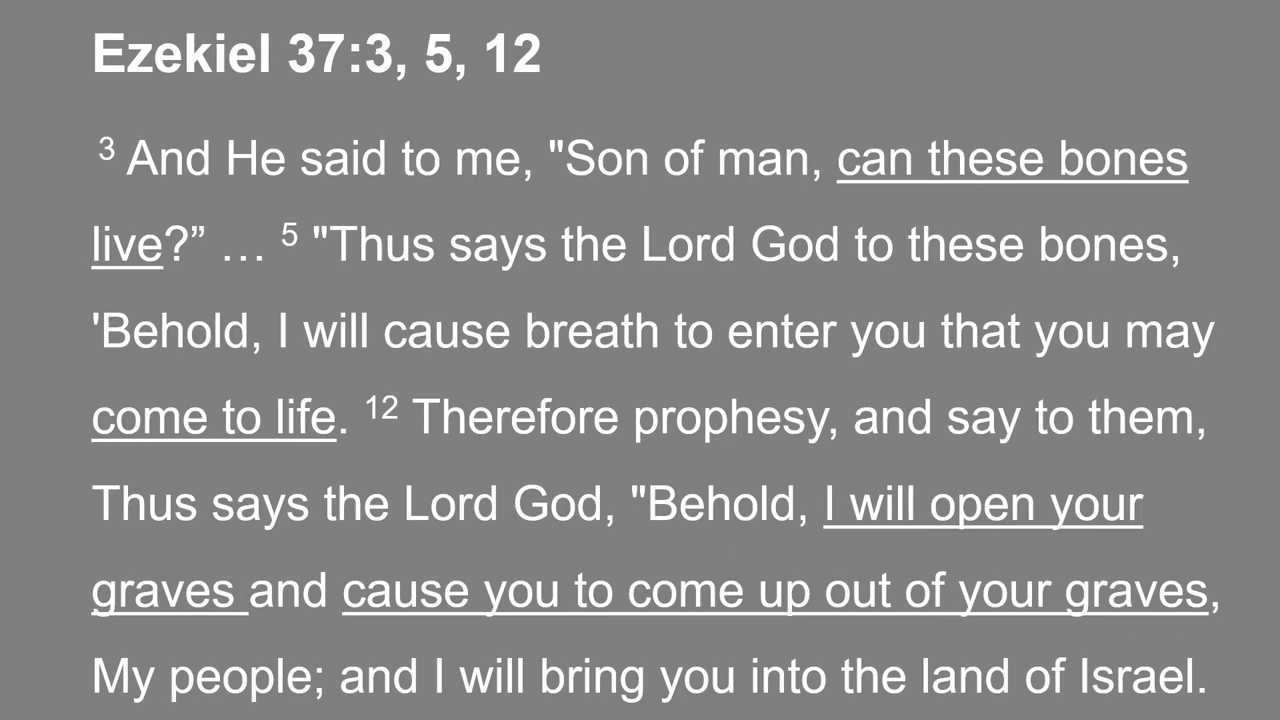 Ezekiel 37:3, 5, 12
3 And He said to me, "Son of man, can these bones
live?” … 5 "Thus says the Lord God to these bones,
'Behold, I will cause breath to enter you that you may
come to life. 12 Therefore prophesy, and say to them,
Thus says the Lord God, "Behold, I will open your
graves and cause you to come up out of your graves,
My people; and I will bring you into the land of Israel.